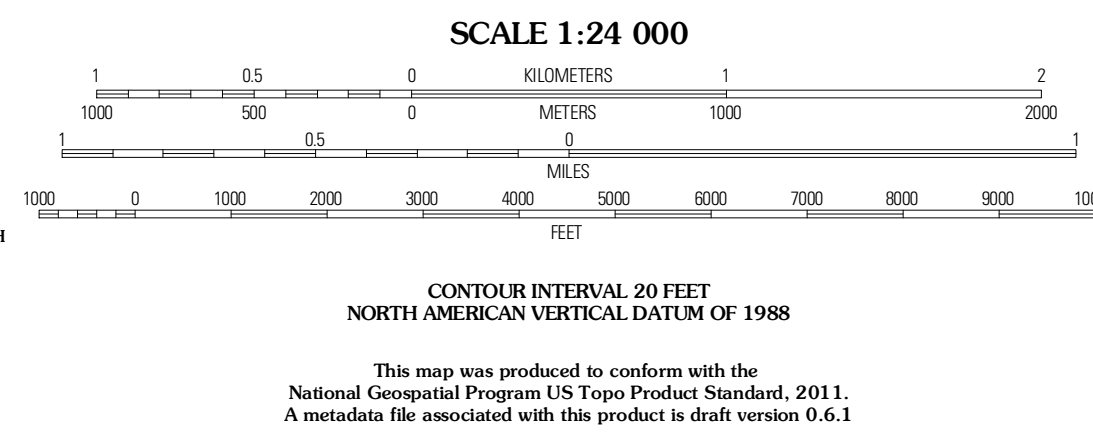 SCALE 1:24 000
1 0.5 0 KILOMETERS 1 2
1000 500 0 METERS 1000 2000
1 0.5 0 1
MILES
1000 0 1000 2000 3000 4000 5000 6000 7000 8000 9000
FEET
CONTOUR INTERVAL 20 FEET
NORTH AMERICAN VERTICAL DATUM OF 1988
This map was produced to conform with the
National Geospatial Program US Topo Product Standard, 2011.
A metadata file associated with this product is draft version 0.6.1